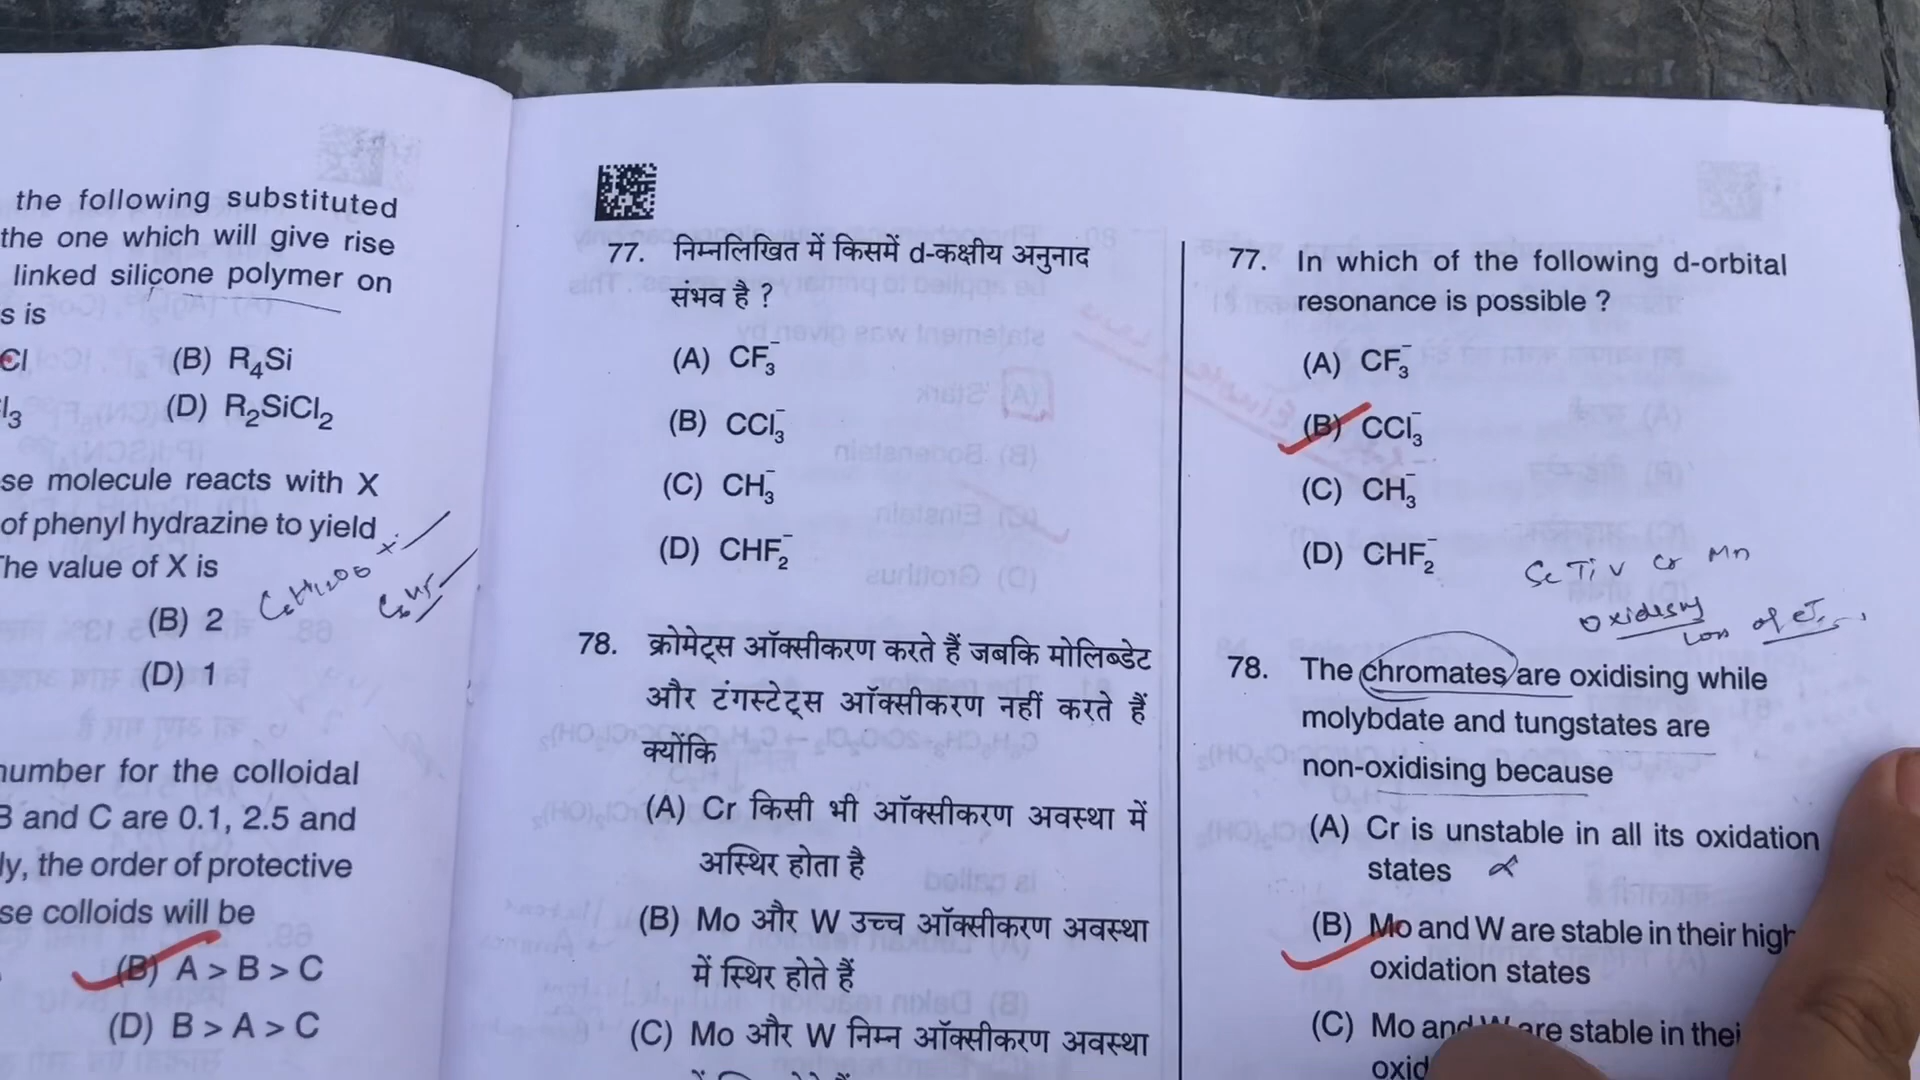 the following substituted
the one which will give rise
linked silicone polymer on
s is
Cl
(B) R₄Si
l₃
(D) R₂SiCl₂
se molecule reacts with X
of phenyl hydrazine to yield
The value of X is
(B) 2
(D) 1
number for the colloidal
B and C are 0.1, 2.5 and
ly, the order of protective
se colloids will be
(B) A > B > C
(D) B > A > C
77. निम्नलिखित में किसमें d-कक्षीय अनुनाद
संभव है ?
(A) CF₃⁻
(B) CCl₃⁻
(C) CH₃⁻
(D) CHF₂⁻
78. क्रोमेट्स ऑक्सीकरण करते हैं जबकि मोलिब्डेट
और टंगस्टेट्स ऑक्सीकरण नहीं करते हैं
क्योंकि
(A) Cr किसी भी ऑक्सीकरण अवस्था में
अस्थिर होता है
(B) Mo और W उच्च ऑक्सीकरण अवस्था
में स्थिर होते हैं
(C) Mo और W निम्न ऑक्सीकरण अवस्था
77. In which of the following d-orbital
resonance is possible ?
(A) CF₃⁻
(B) CCl₃⁻
(C) CH₃⁻
(D) CHF₂⁻
Sc Ti V Cr Mn
loss of e⁻
78. The chromates are oxidising while
molybdate and tungstates are
non-oxidising because
(A) Cr is unstable in all its oxidation
states
(B) Mo and W are stable in their high
oxidation states
(C) Mo and W are stable in thei
oxid